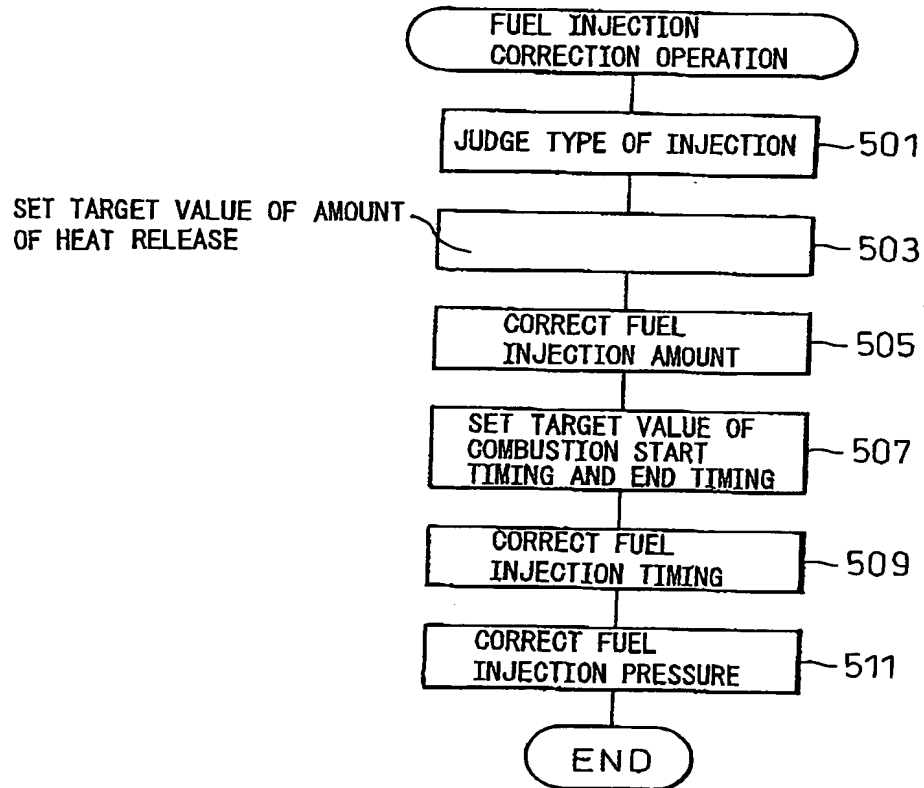 FUEL INJECTION
CORRECTION OPERATION
JUDGE TYPE OF INJECTION
501
SET TARGET VALUE OF AMOUNT
OF HEAT RELEASE
503
CORRECT FUEL
INJECTION AMOUNT
505
SET TARGET VALUE OF
COMBUSTION START
TIMING AND END TIMING
507
CORRECT FUEL
INJECTION TIMING
509
CORRECT FUEL
INJECTION PRESSURE
511
END